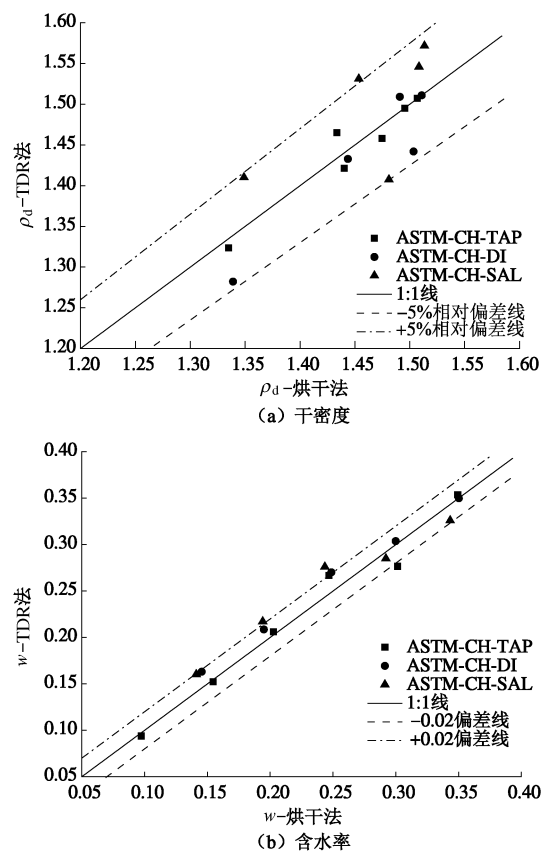 1.60
1.55
1.50
1.45
1.40
1.35
1.30
1.25
1.20
ρd-TDR法
ASTM-CH-TAP
ASTM-CH-DI
ASTM-CH-SAL
1:1线
-5%相对偏差线
+5%相对偏差线
1.20 1.25 1.30 1.35 1.40 1.45 1.50 1.55 1.60
ρd-烘干法
(a) 干密度
0.40
0.35
0.30
0.25
0.20
0.15
0.10
0.05
w-TDR法
ASTM-CH-TAP
ASTM-CH-DI
ASTM-CH-SAL
1:1线
-0.02偏差线
+0.02偏差线
0.10 0.15 0.20 0.25 0.30 0.35 0.40
w-烘干法
(b) 含水率